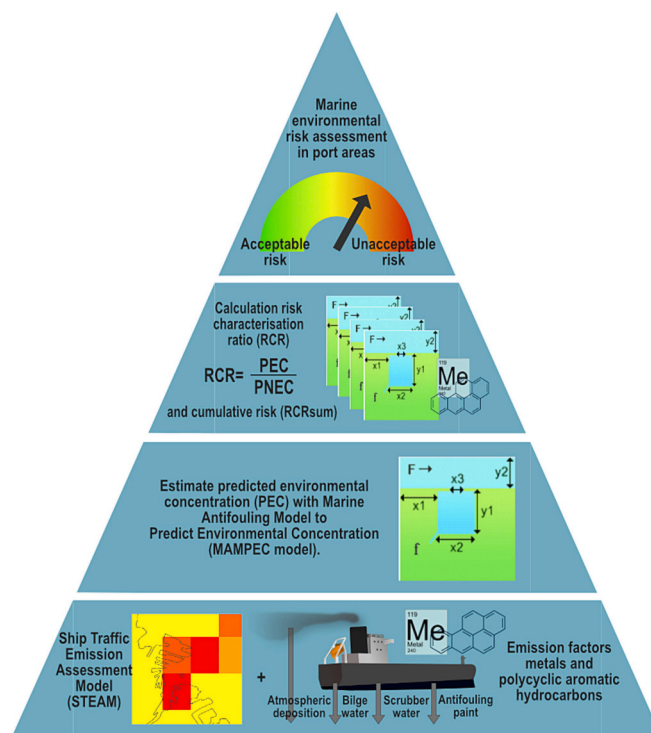 Marine
environmental
risk assessment
in port areas
Acceptable
risk
Unacceptable
risk
Calculation risk
characterisation
ratio (RCR)
RCR= PEC
PNEC
and cumulative risk (RCRsum)
F→
y2
x3
x1
y1
x2
f
119
Me
Metal
Estimate predicted environmental
concentration (PEC) with Marine
Antifouling Model to
Predict Environmental Concentration
(MAMPEC model).
F→
y2
x3
x1
y1
x2
f
Ship Traffic
Emission
Assessment
Model
(STEAM)
+
119
Me
Metal
240
Atmospheric
deposition
Bilge
water
Scrubber
water
Antifouling
paint
Emission factors
metals and
polycyclic aromatic
hydrocarbons